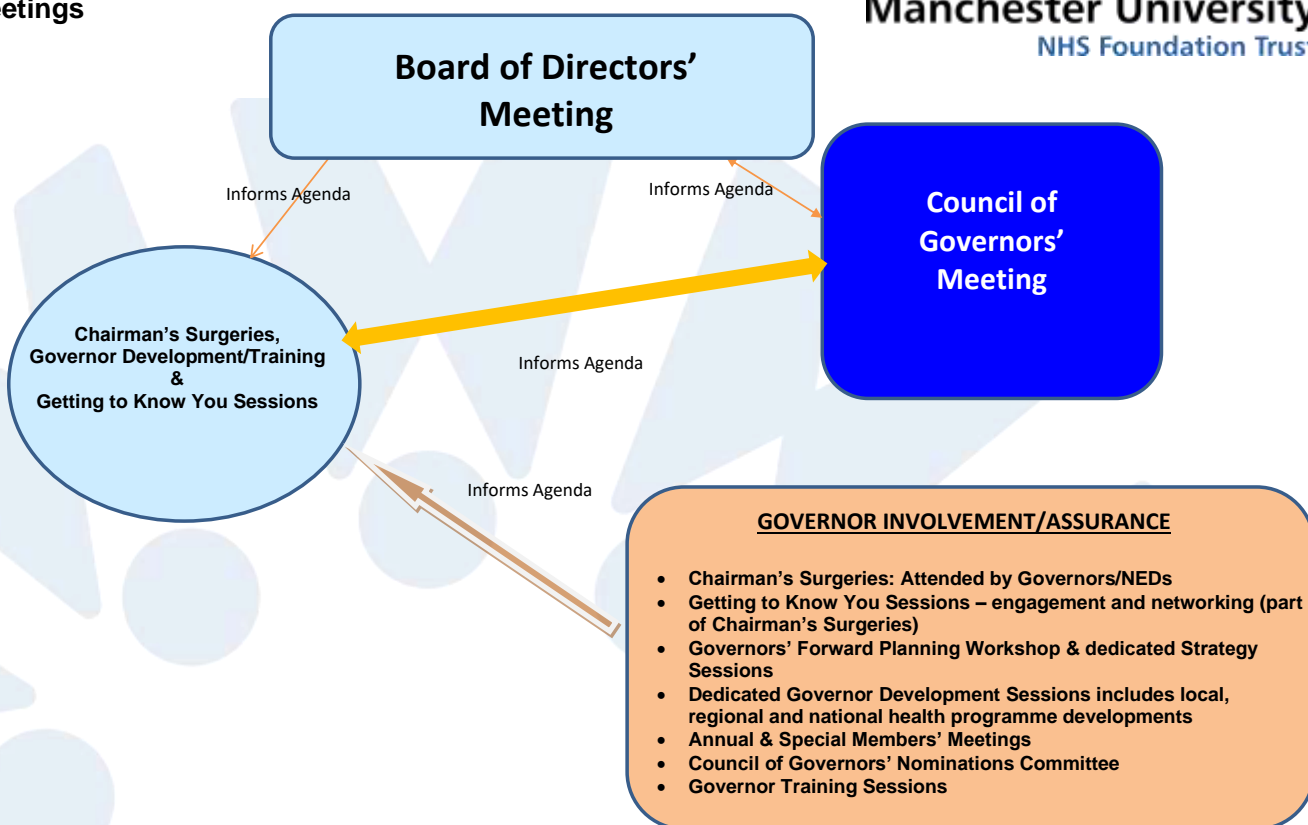 Manchester University
NHS Foundation Trust
Board of Directors’
Meeting
Informs Agenda
Informs Agenda
Council of
Governors’
Meeting
Chairman’s Surgeries,
Governor Development/Training
&
Getting to Know You Sessions
Informs Agenda
Informs Agenda
GOVERNOR INVOLVEMENT/ASSURANCE
• Chairman’s Surgeries: Attended by Governors/NEDs
• Getting to Know You Sessions – engagement and networking (part
of Chairman’s Surgeries)
• Governors’ Forward Planning Workshop & dedicated Strategy
Sessions
• Dedicated Governor Development Sessions includes local,
regional and national health programme developments
• Annual & Special Members’ Meetings
• Council of Governors’ Nominations Committee
• Governor Training Sessions